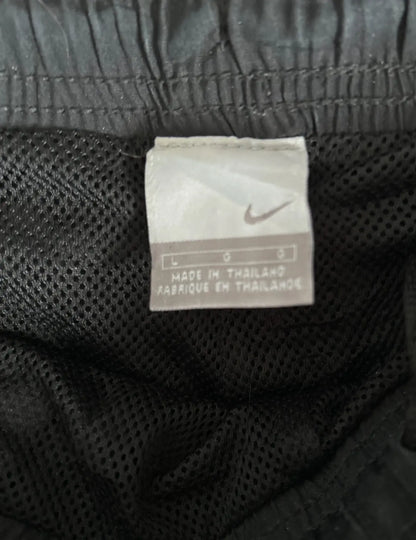 L G G
MADE IN THAILAND
FABRIQUE EN THAILANDE